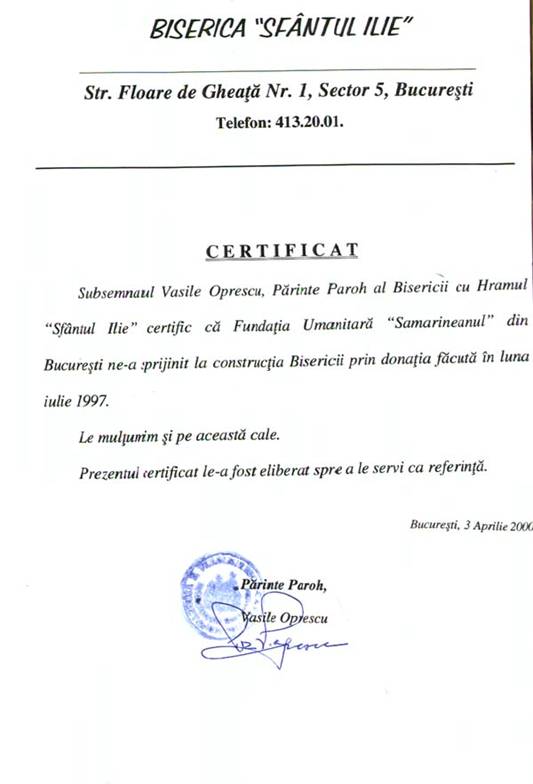 BISERICA "SFÂNTUL ILIE"
Str. Floare de Gheaţă Nr. 1, Sector 5, Bucureşti
Telefon: 413.20.01.
CERTIFICAT
Subsemnaul Vasile Oprescu, Părinte Paroh al Bisericii cu Hramul
"Sfântul Ilie" certific că Fundaţia Umanitară "Samarineanul" din
Bucureşti ne-a sprijinit la construcţia Bisericii prin donaţia făcută în luna
iulie 1997.
Le mulţumim şi pe această cale.
Prezentul certificat le-a fost eliberat spre a le servi ca referinţă.
Bucureşti, 3 Aprilie 2000
Părinte Paroh,
Vasile Oprescu